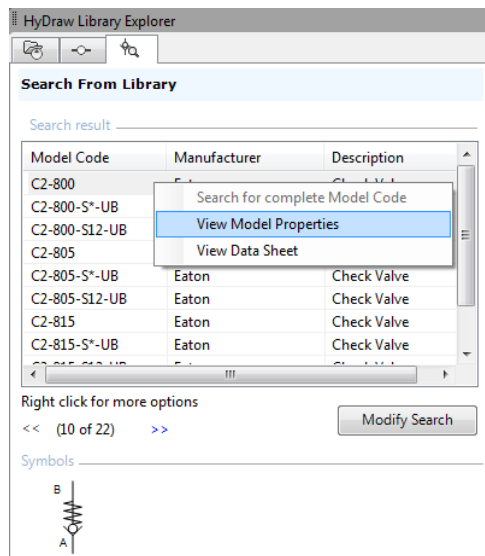 HyDraw Library Explorer
Search From Library
Search result
Model Code Manufacturer Description
C2-800
Search for complete Model Code
C2-800-S*-UB
View Model Properties
C2-800-S12-UB
View Data Sheet
C2-805
C2-805-S*-UB Eaton Check Valve
C2-805-S12-UB Eaton Check Valve
C2-815 Eaton Check Valve
C2-815-S*-UB Eaton Check Valve
Right click for more options
Modify Search
<< (10 of 22) >>
Symbols
B
A